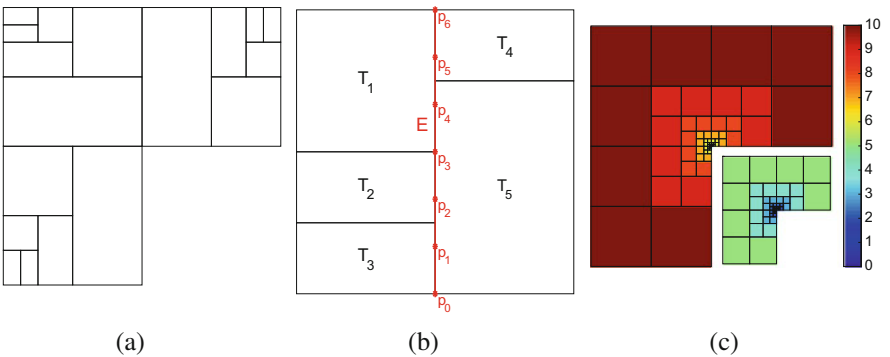 p₆
T₄
p₅
T₁
p₄
E
p₃
T₂
T₅
p₂
p₁
T₃
p₀
10
9
8
7
6
5
4
3
2
1
0
(a)
(b)
(c)